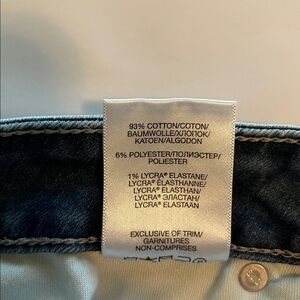 93% COTTON/COTON/
BAUMWOLLE/ХЛОПОК/
KATOEN/ALGODON
6% POLYESTER/ПОЛИЭСТЕР/
POLIESTER
1% LYCRA® ELASTANE/
LYCRA® ELASTHANNE/
LYCRA® ELASTHAN/
LYCRA® ЭЛАСТАН/
LYCRA® ELASTAAN
EXCLUSIVE OF TRIM/
GARNITURES
NON-COMPRISES